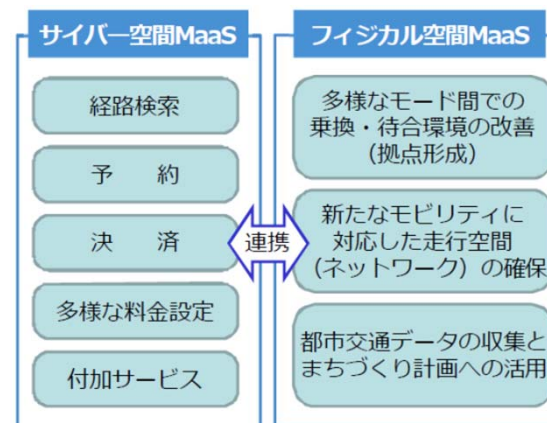 サイバー空間MaaS
経路検索
予　約
決　済
多様な料金設定
付加サービス
連携
フィジカル空間MaaS
多様なモード間での
乗換・待合環境の改善
(拠点形成)
新たなモビリティに
対応した走行空間
(ネットワーク）の確保
都市交通データの収集と
まちづくり計画への活用